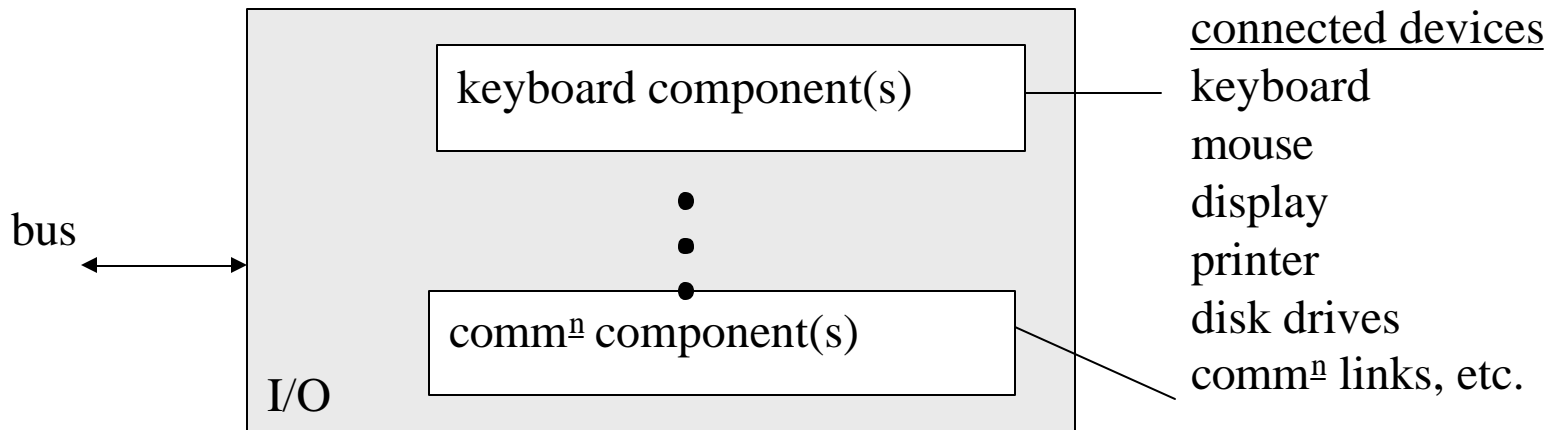 connected devices
keyboard component(s)
keyboard
mouse
display
bus
printer
disk drives
commⁿ component(s)
commⁿ links, etc.
I/O